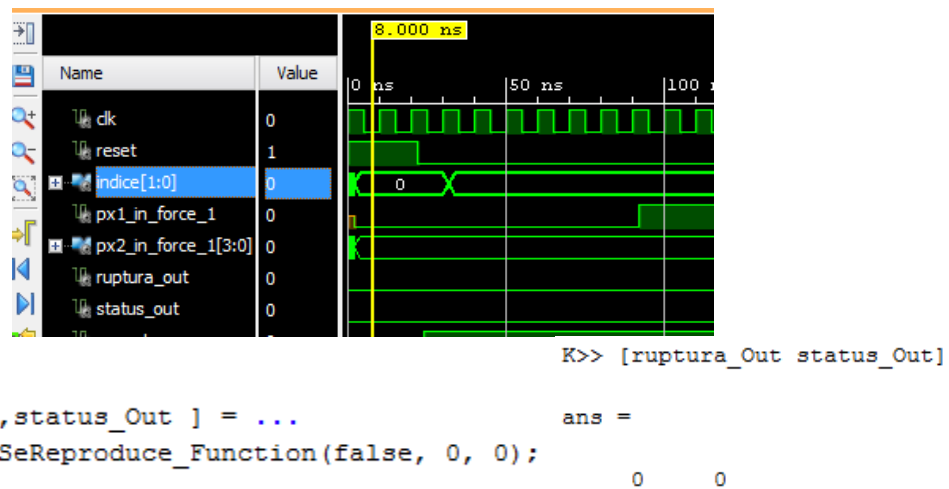 8.000 ns
Name Value
0 ns 50 ns 100
clk 0
reset 1
indice[1:0] 0 0
px1_in_force_1 0
px2_in_force_1[3:0] 0
ruptura_out 0
status_out 0
K>> [ruptura_Out status_Out]
,status_Out ] = ...
ans =
SeReproduce_Function(false, 0, 0);
0 0